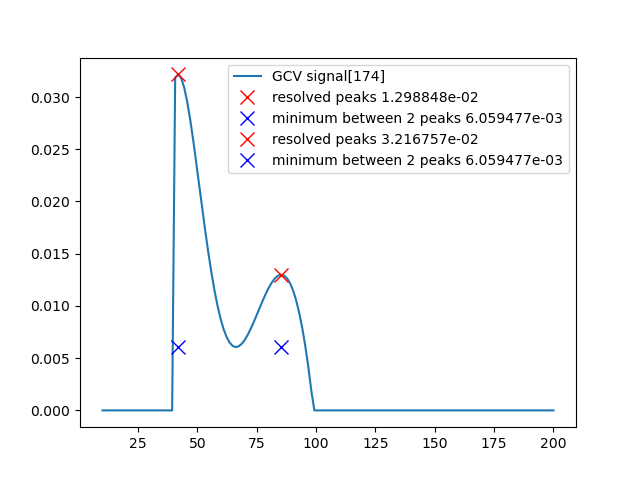 GCV signal[174]
resolved peaks 1.298848e-02
minimum between 2 peaks 6.059477e-03
resolved peaks 3.216757e-02
minimum between 2 peaks 6.059477e-03
0.030
0.025
0.020
0.015
0.010
0.005
0.000
25 50 75 100 125 150 175 200